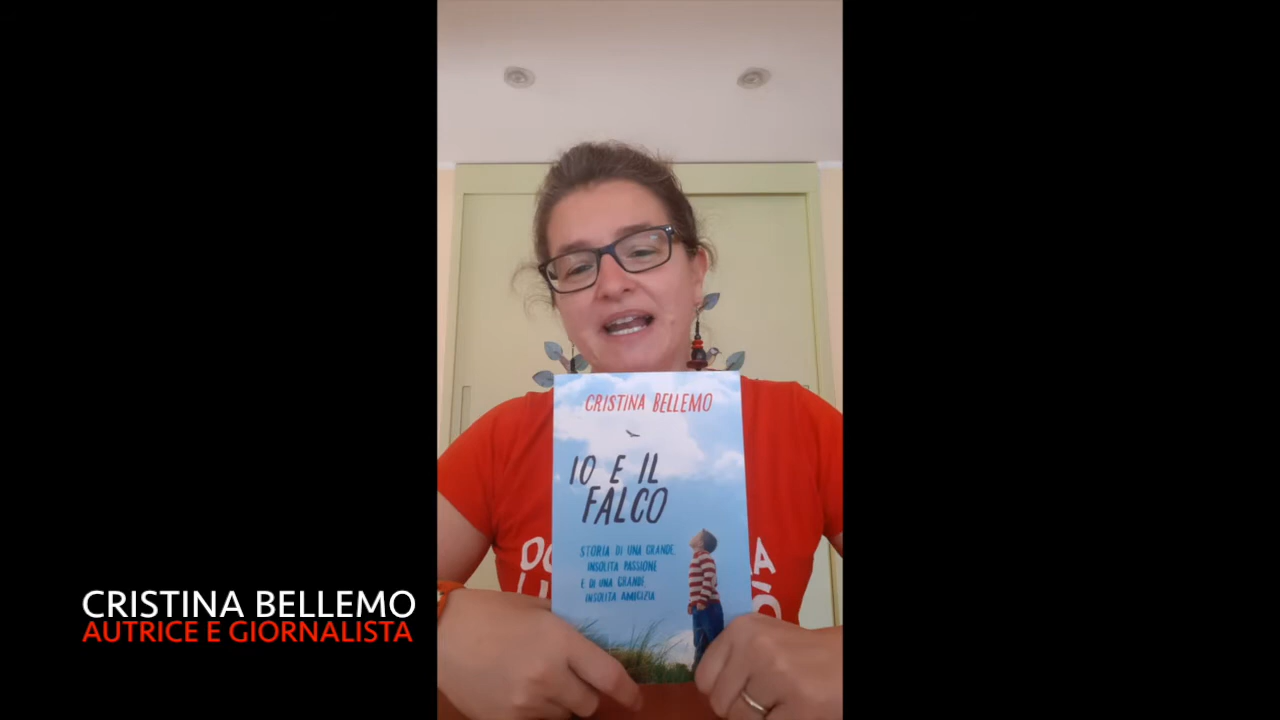 CRISTINA BELLEMO
IO E IL
FALCO
STORIA DI UNA GRANDE,
INSOLITA PASSIONE
E DI UNA GRANDE,
INSOLITA AMICIZIA
CRISTINA BELLEMO
AUTRICE E GIORNALISTA